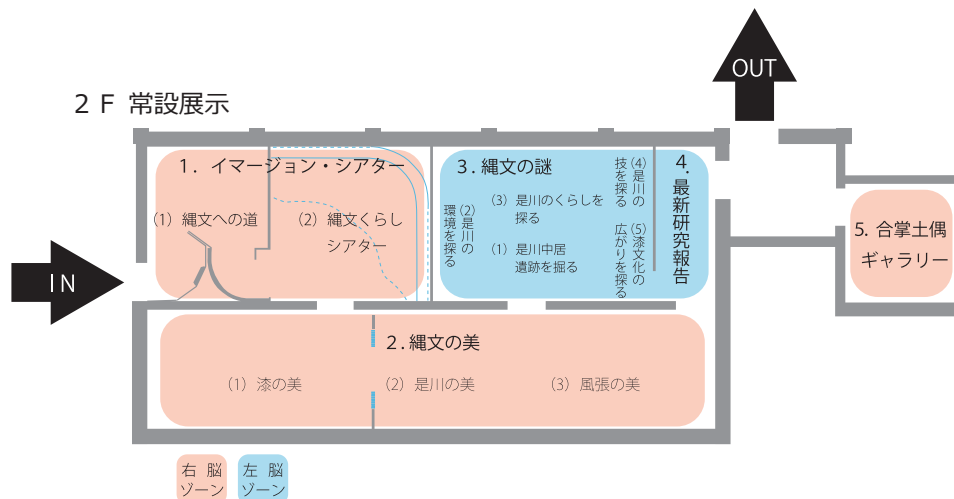 2F 常設展示
OUT
IN
1. イマージョン・シアター
(1) 縄文への道
(2) 縄文くらし
シアター
3. 縄文の謎
(2)是川の
環境を探る
(3) 是川のくらしを
探る
(1) 是川中居
遺跡を掘る
(4)是川の
技を探る
(5)漆文化の
広がりを探る
4. 最新研究報告
5. 合掌土偶
ギャラリー
2. 縄文の美
(1) 漆の美
(2) 是川の美
(3) 風張の美
右脳
ゾーン
左脳
ゾーン